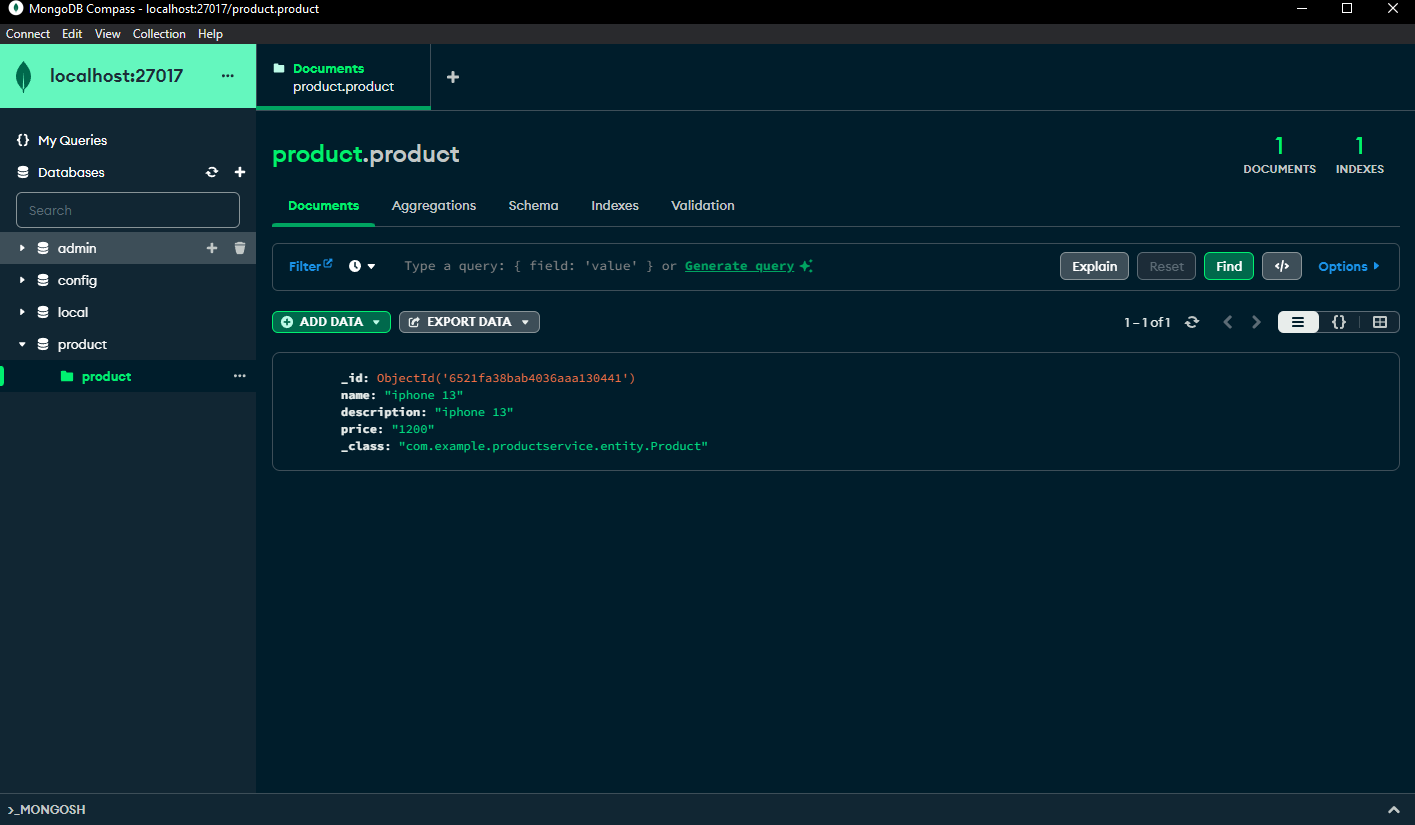 MongoDB Compass - localhost:27017/product.product
Connect Edit View Collection Help
localhost:27017
Documents
product.product
{} My Queries
Databases
Search
admin
config
local
product
product
product.product
1 DOCUMENTS
1 INDEXES
Documents Aggregations Schema Indexes Validation
Filter Type a query: { field: 'value' } or Generate query Explain Reset Find </> Options
ADD DATA EXPORT DATA 1 – 1 of 1 {}
_id: ObjectId('6521fa38bab4036aaa130441')
name: "iphone 13"
description: "iphone 13"
price: "1200"
_class: "com.example.productservice.entity.Product"
>_MONGOSH